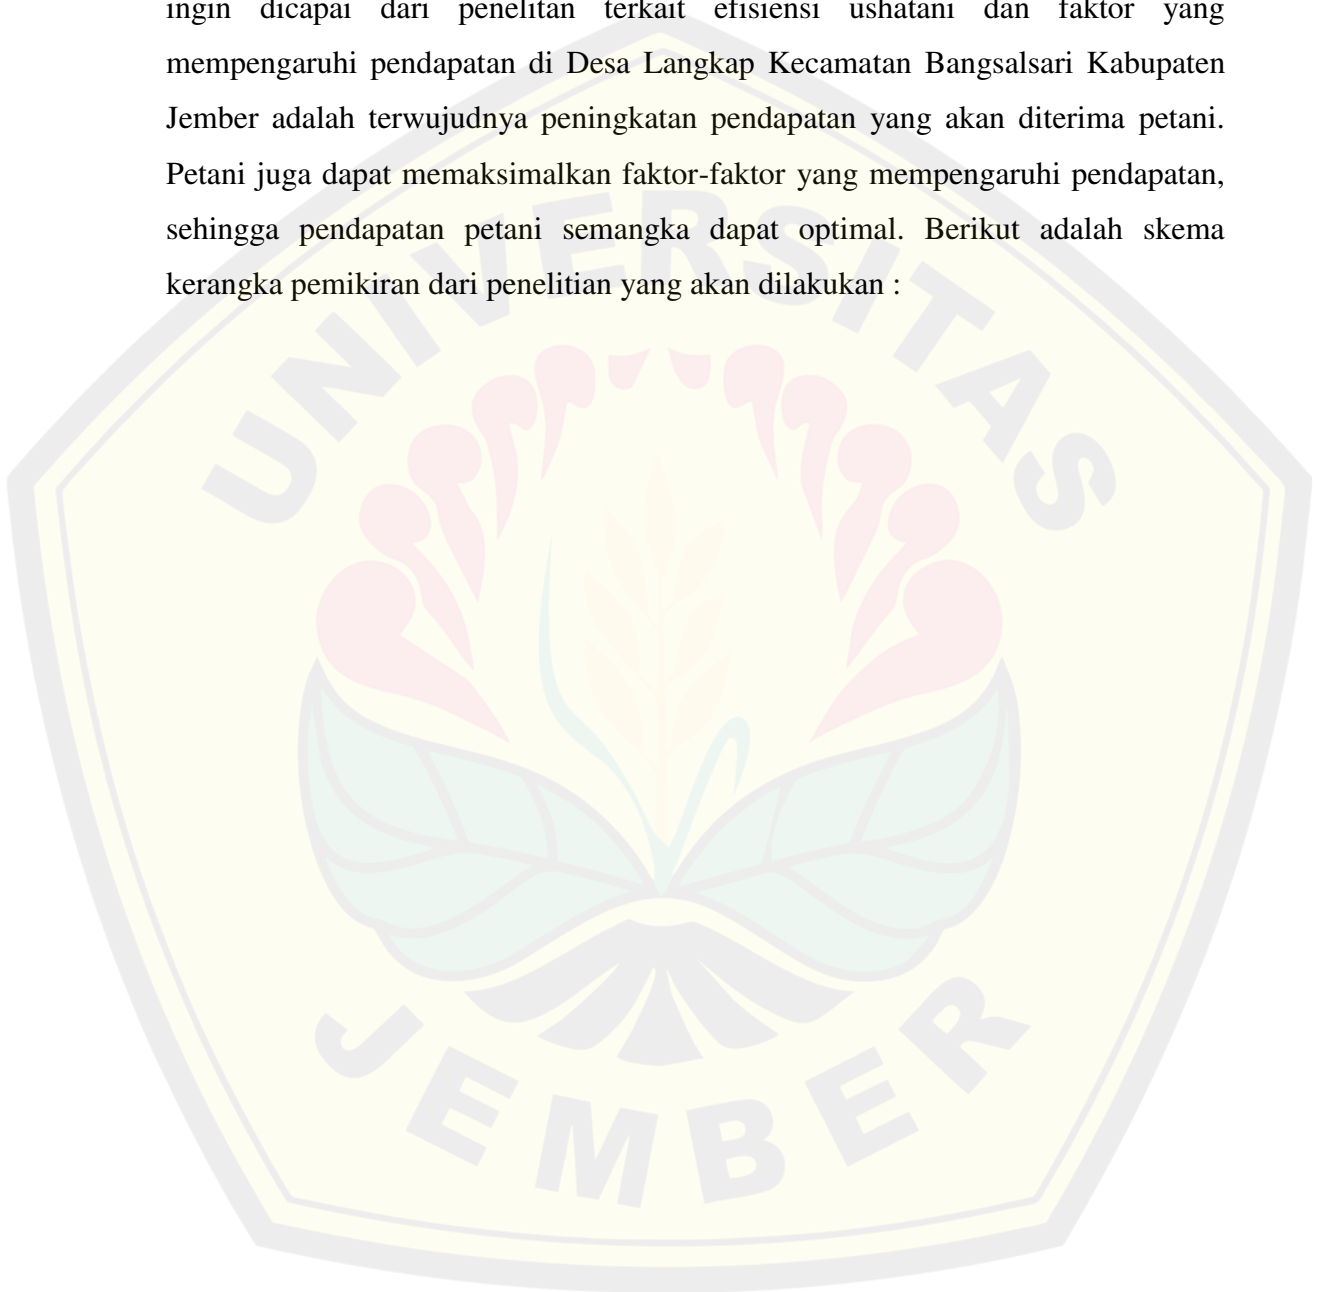 ingin dicapai dari penelitan terkait efisiensi ushatani dan faktor yang
mempengaruhi pendapatan di Desa Langkap Kecamatan Bangsalsari Kabupaten
Jember adalah terwujudnya peningkatan pendapatan yang akan diterima petani.
Petani juga dapat memaksimalkan faktor-faktor yang mempengaruhi pendapatan,
sehingga pendapatan petani semangka dapat optimal. Berikut adalah skema
kerangka pemikiran dari penelitian yang akan dilakukan :
UNIVERSITAS
JEMBER